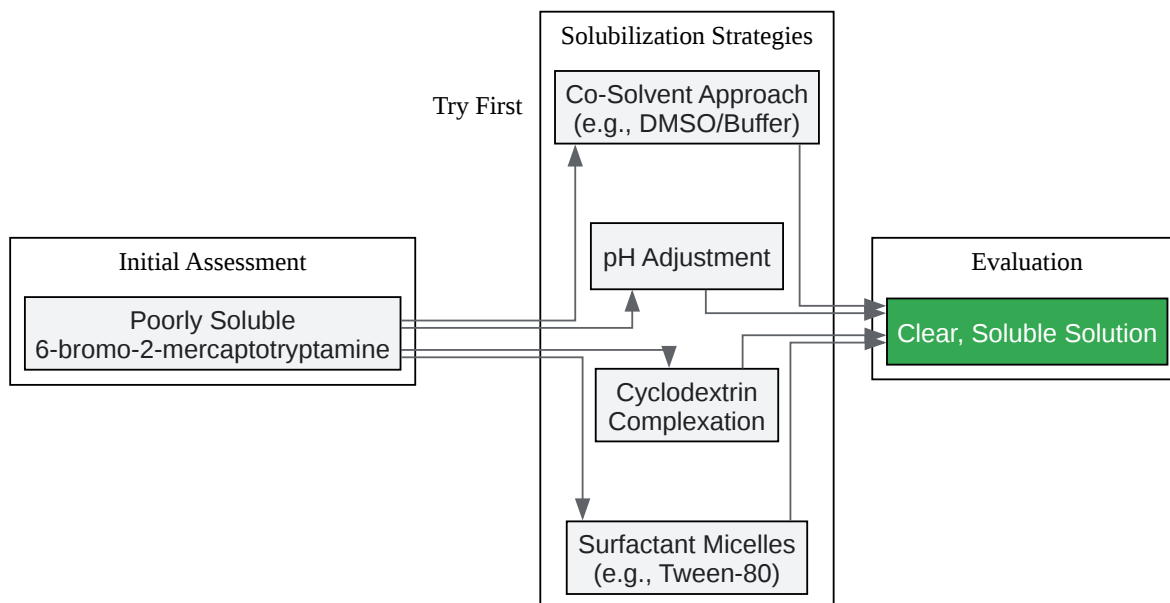 Initial Assessment
Poorly Soluble
6-bromo-2-mercaptotryptamine
Try First
Solubilization Strategies
Co-Solvent Approach
(e.g., DMSO/Buffer)
pH Adjustment
Cyclodextrin
Complexation
Surfactant Micelles
(e.g., Tween-80)
Evaluation
Clear, Soluble Solution